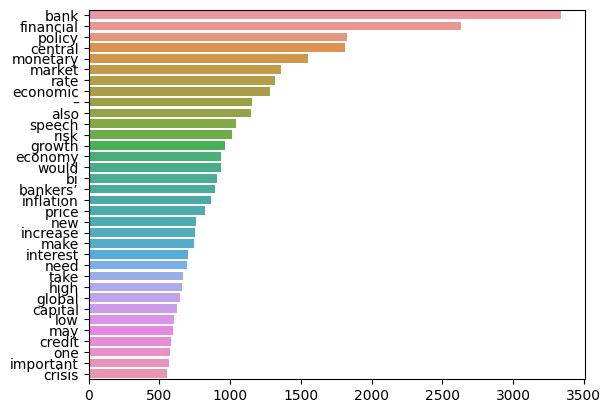 bank
financial
policy
central
monetary
market
rate
economic
–
also
speech
risk
growth
economy
would
bi
bankers’
inflation
price
new
increase
make
interest
need
take
high
global
capital
low
may
credit
one
important
crisis
0 500 1000 1500 2000 2500 3000 3500